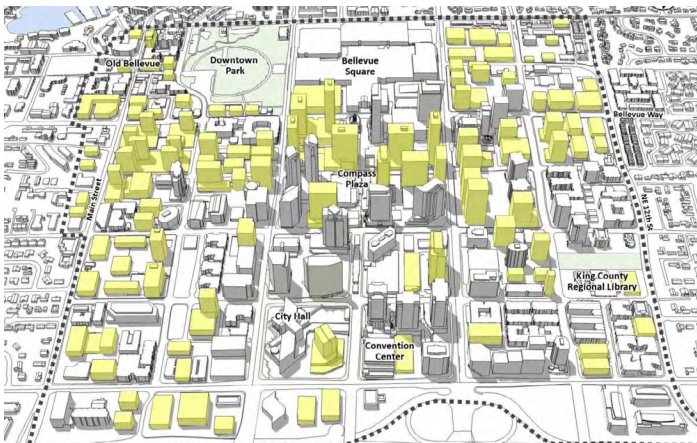 Old Bellevue
Downtown
Park
Bellevue
Square
Bellevue Way
Compass
Plaza
Main Street
NE 12th St
King County
Regional Library
City Hall
Convention
Center